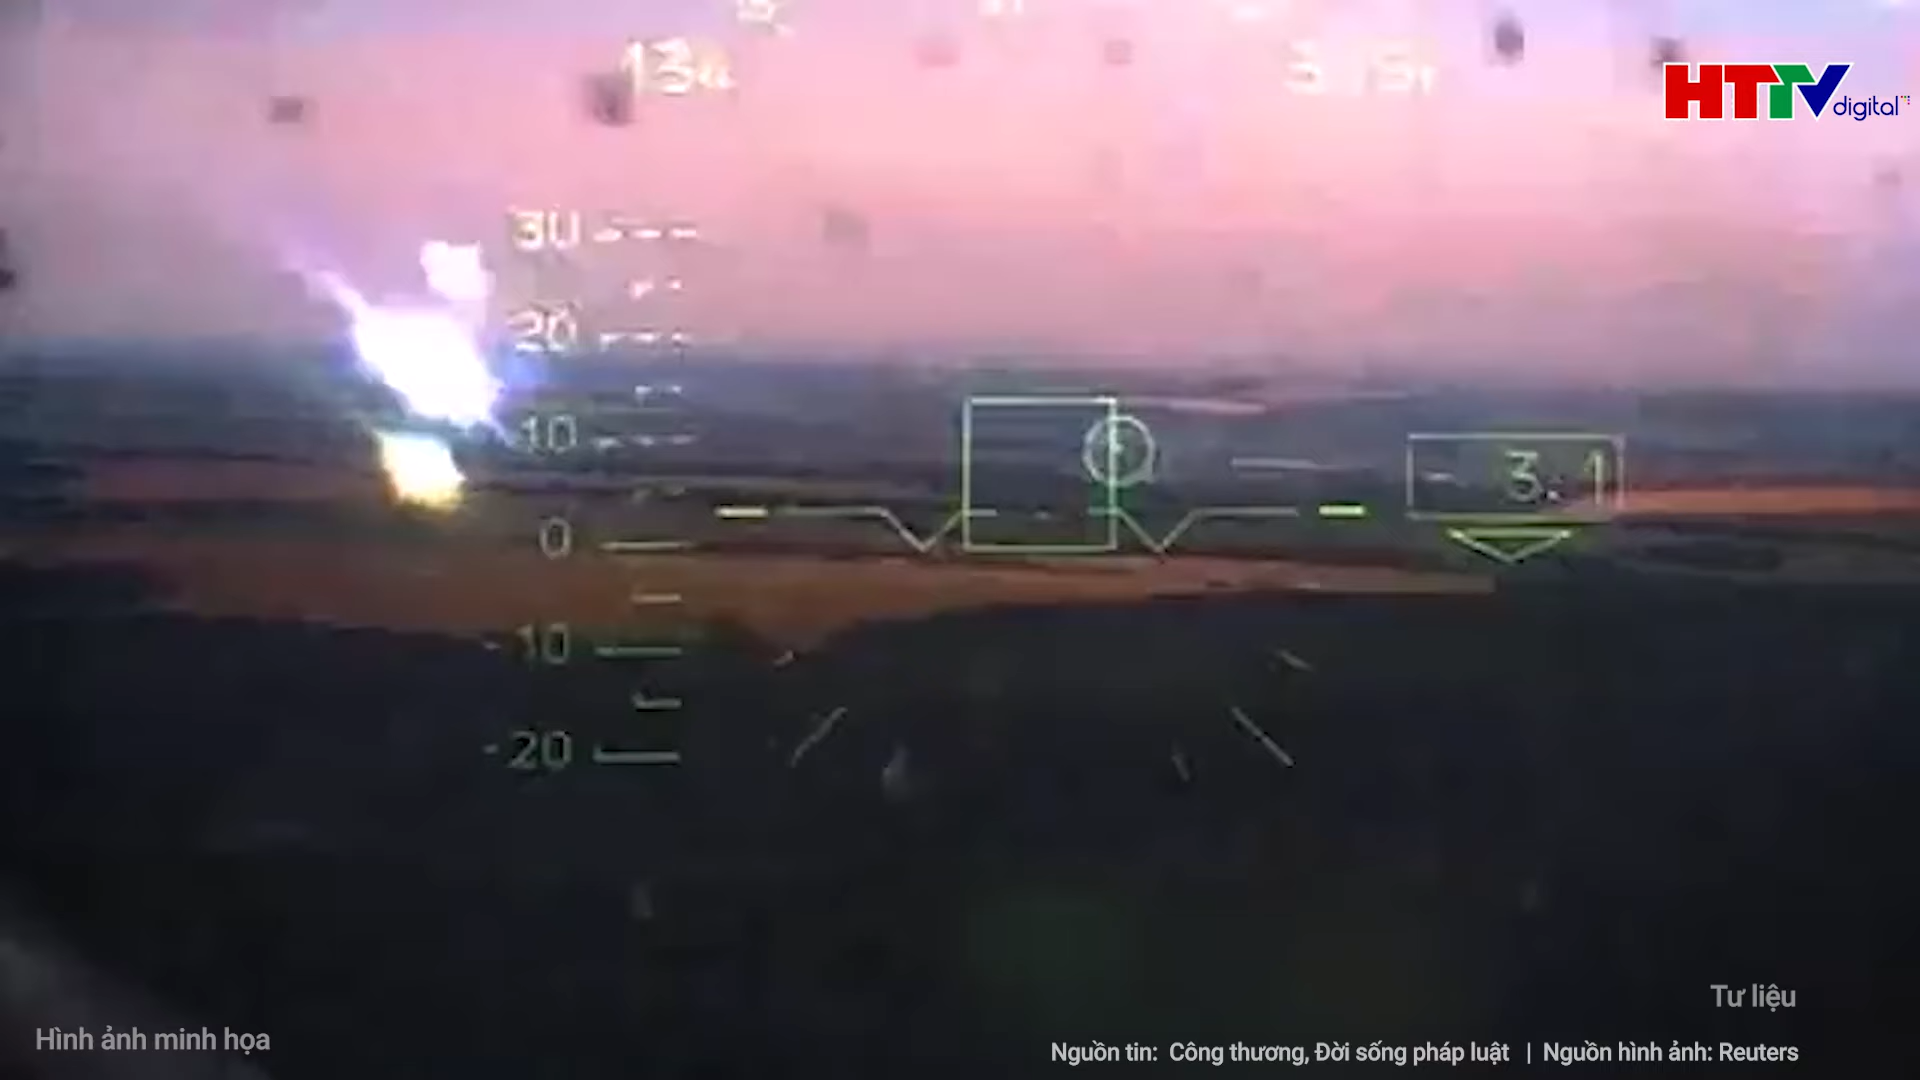 HTTV digital
30
20
10
- 3.1
0
-10
-20
Tư liệu
Hình ảnh minh họa
Nguồn tin: Công thương, Đời sống pháp luật | Nguồn hình ảnh: Reuters